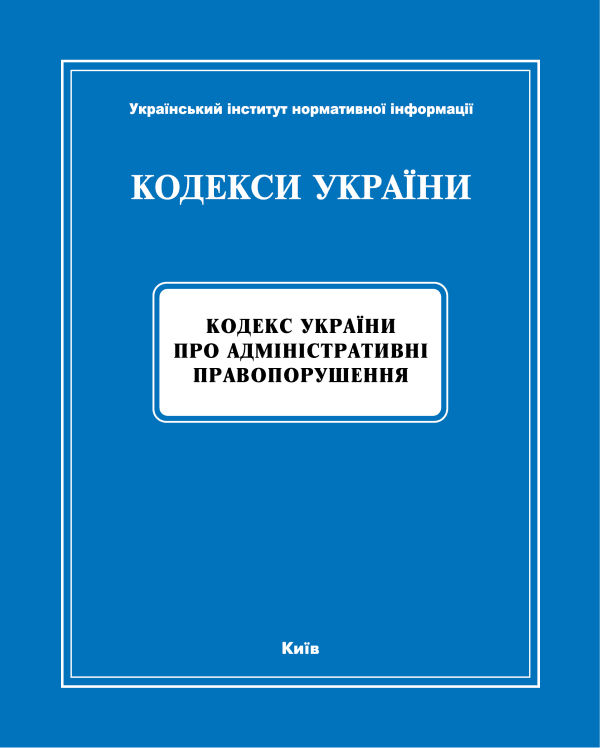 Український інститут нормативної інформації
КОДЕКСИ УКРАЇНИ
КОДЕКС УКРАЇНИ
ПРО АДМІНІСТРАТИВНІ
ПРАВОПОРУШЕННЯ
Київ